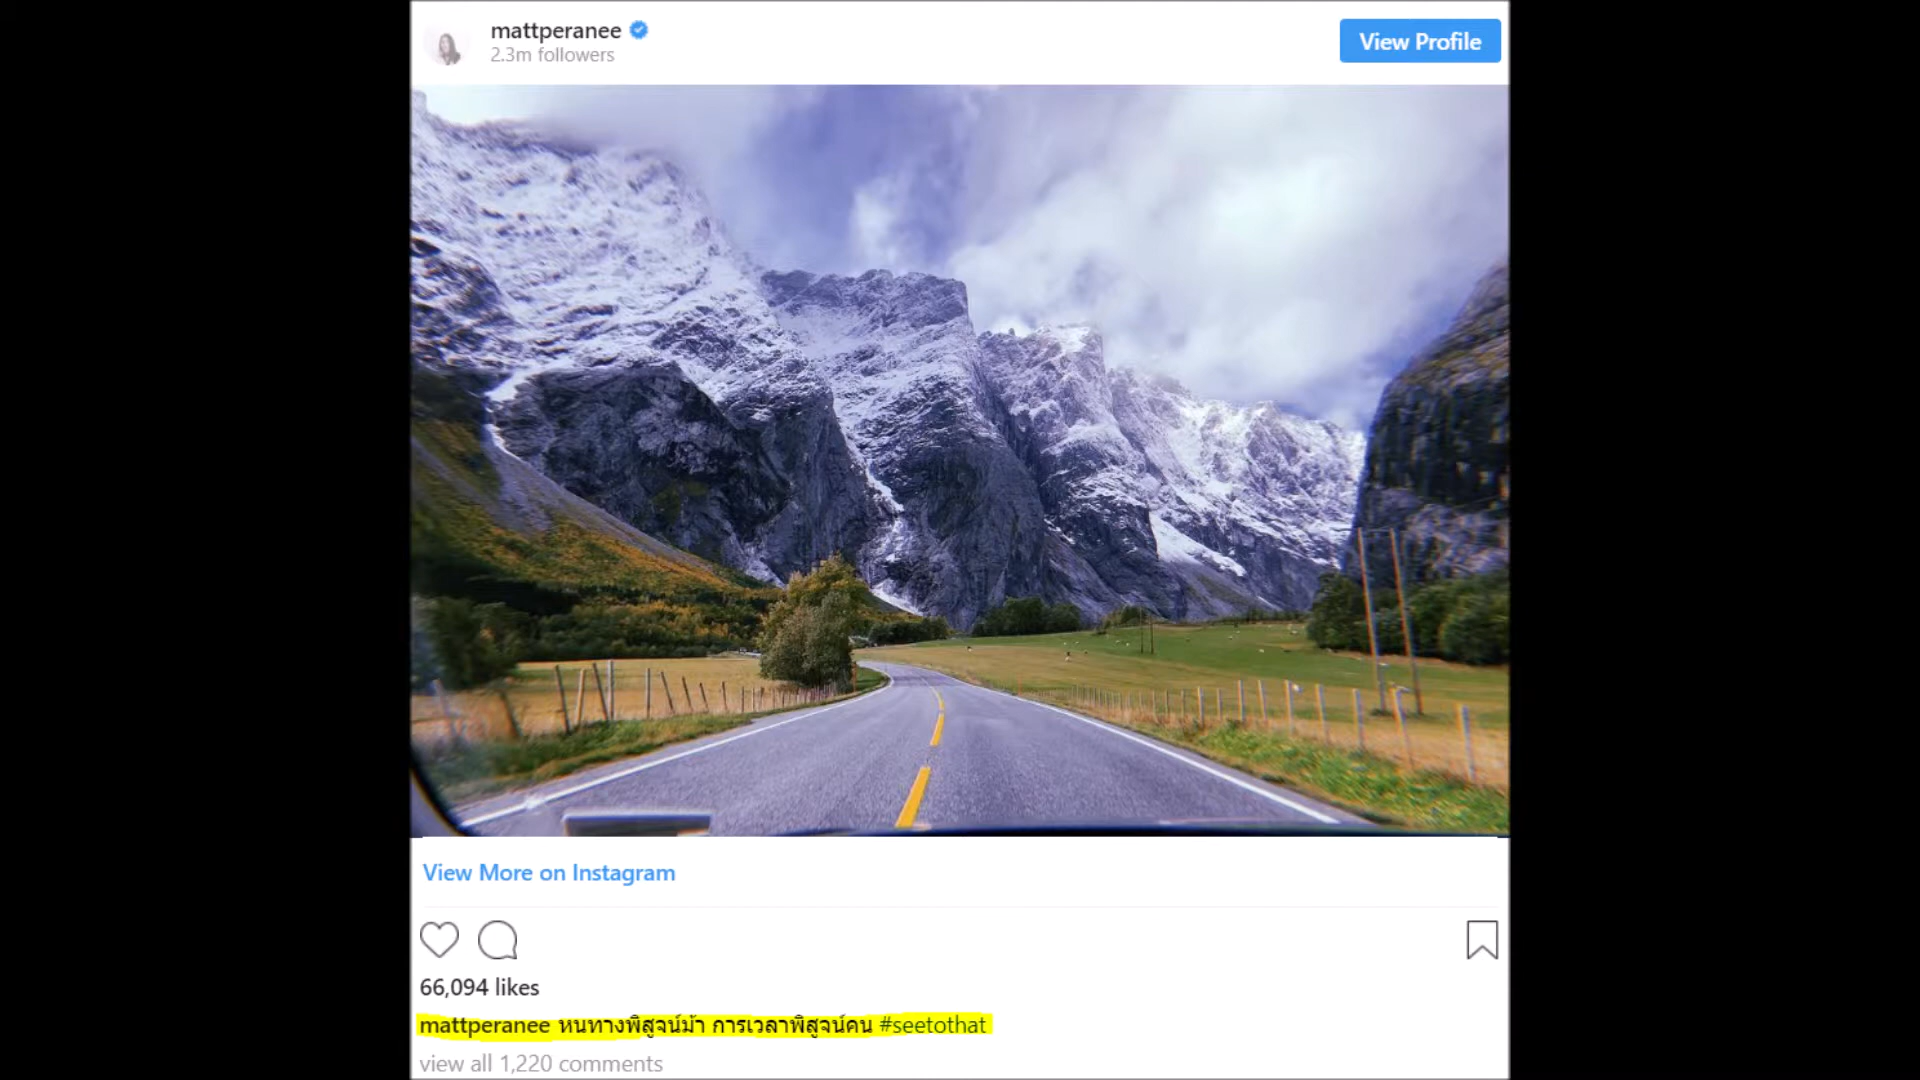 mattperanee
2.3m followers
View Profile
View More on Instagram
66,094 likes
mattperanee หนทางพิสูจน์ม้า การเวลาพิสูจน์คน #seetothat
view all 1,220 comments